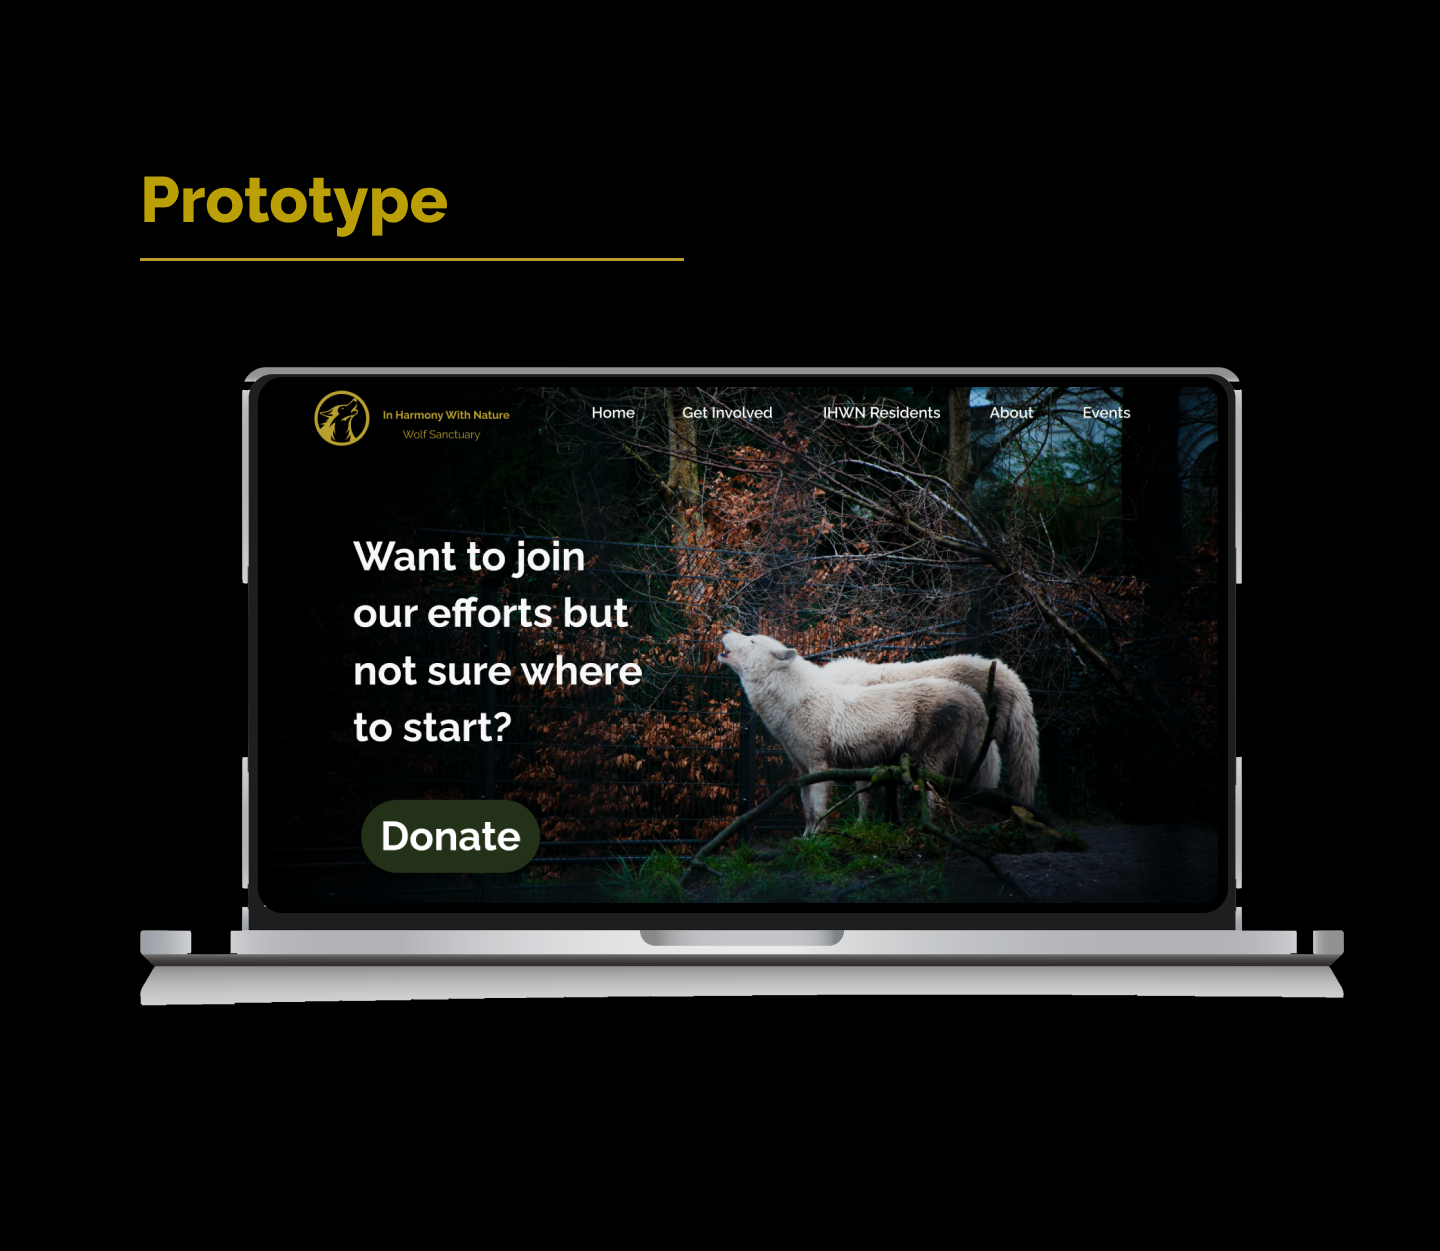 Prototype
In Harmony With Nature
Wolf Sanctuary
Home
Get Involved
IHWN Residents
About
Events
Want to join
our efforts but
not sure where
to start?
Donate